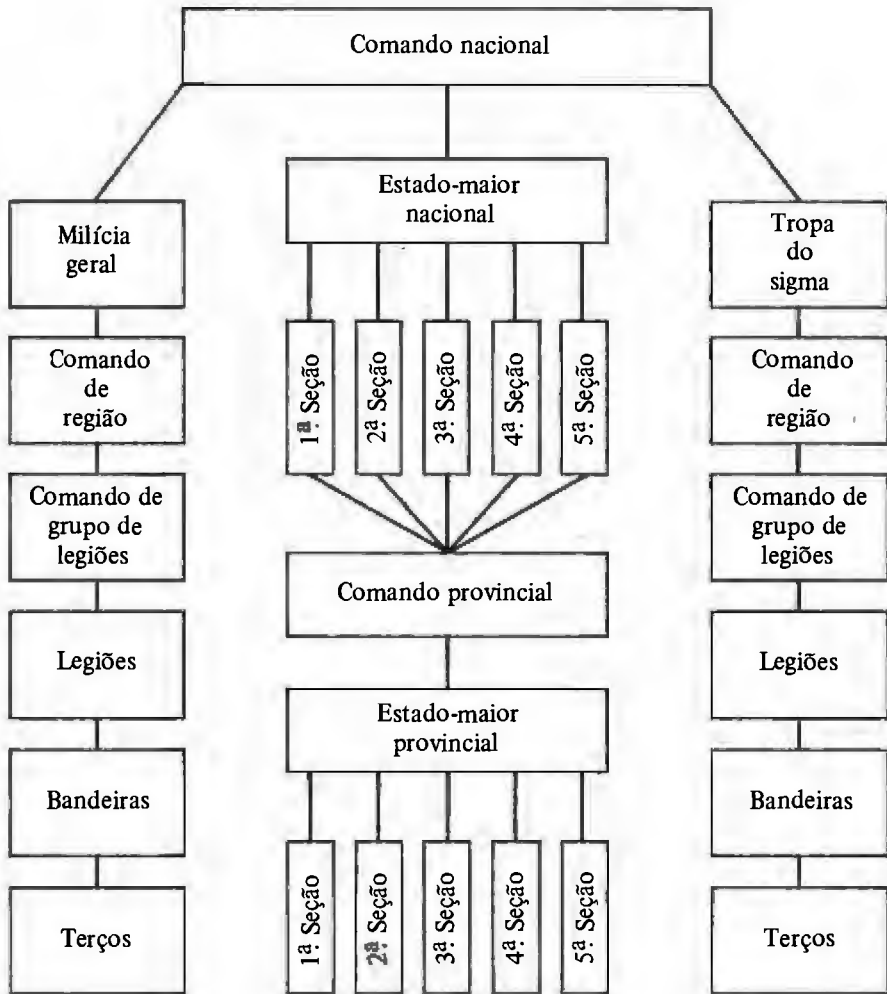 Comando nacional
Estado-maior
nacional
Milícia
geral
Tropa
do
sigma
1ª Seção
2ª Seção
3ª Seção
4ª Seção
5ª Seção
Comando
de
região
Comando
de
região
Comando de
grupo de
legiões
Comando de
grupo de
legiões
Comando provincial
Legiões
Legiões
Estado-maior
provincial
Bandeiras
Bandeiras
1ª Seção
2ª Seção
3ª Seção
4ª Seção
5ª Seção
Terços
Terços